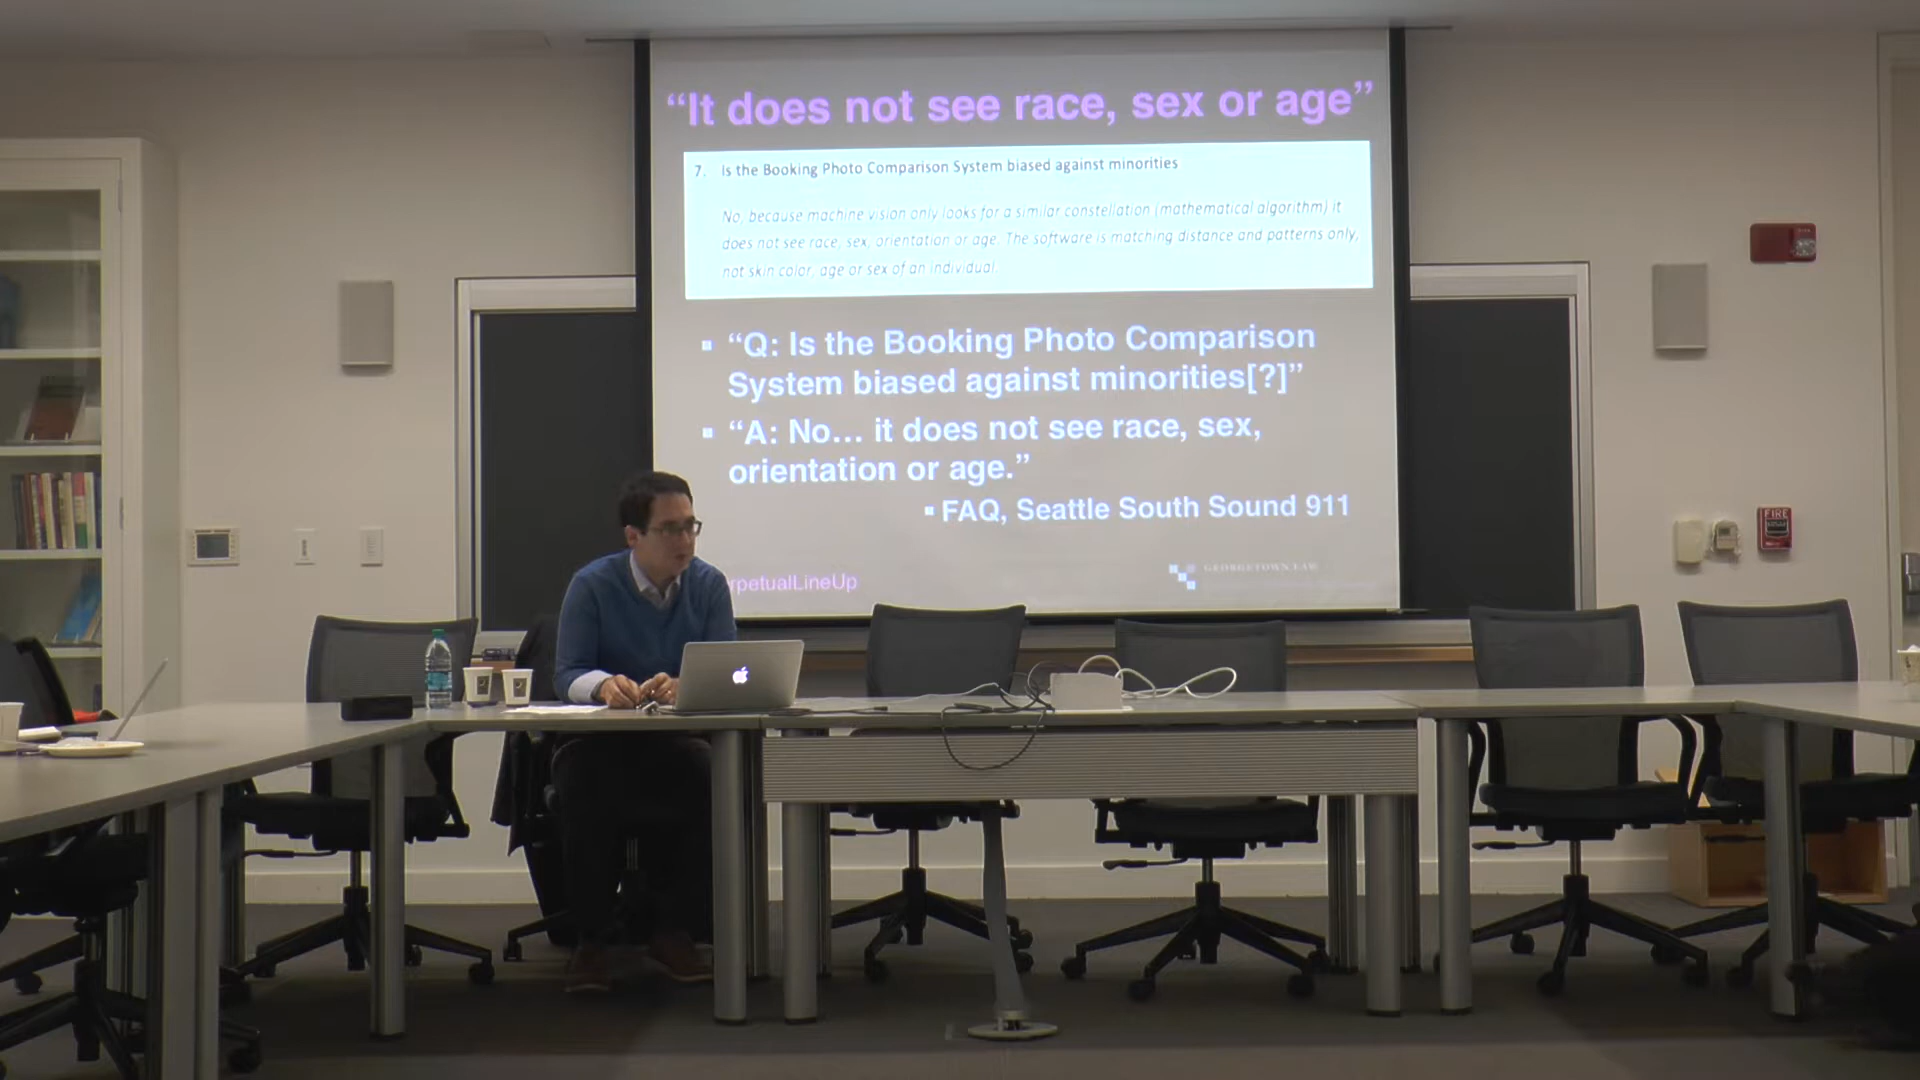 “It does not see race, sex or age”
7. Is the Booking Photo Comparison System biased against minorities
No, because machine vision only looks for a similar constellation (mathematical algorithm) it
does not see race, sex, orientation or age. The software is matching distance and patterns only,
not skin color, age or sex of an individual.
▪ “Q: Is the Booking Photo Comparison
System biased against minorities[?]”
▪ “A: No... it does not see race, sex,
orientation or age.”
▪ FAQ, Seattle South Sound 911
rpetualLineUp
GEORGETOWN LAW
FIRE